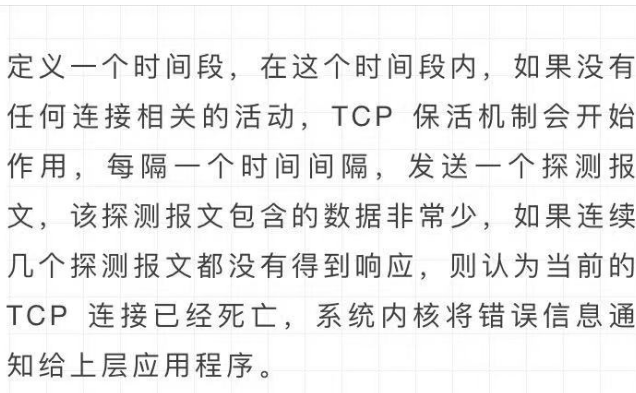 定义一个时间段，在这个时间段内，如果没有
任何连接相关的活动，TCP 保活机制会开始
作用，每隔一个时间间隔，发送一个探测报
文，该探测报文包含的数据非常少，如果连续
几个探测报文都没有得到响应，则认为当前的
TCP 连接已经死亡，系统内核将错误信息通
知给上层应用程序。